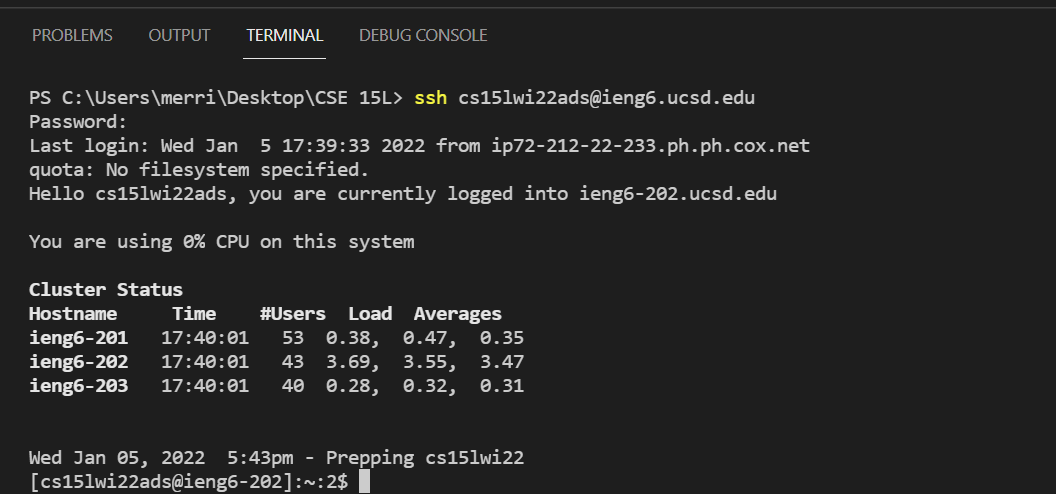 PROBLEMS OUTPUT TERMINAL DEBUG CONSOLE
PS C:\Users\merri\Desktop\CSE 15L> ssh cs15lwi22ads@ieng6.ucsd.edu
Password:
Last login: Wed Jan  5 17:39:33 2022 from ip72-212-22-233.ph.ph.cox.net
quota: No filesystem specified.
Hello cs15lwi22ads, you are currently logged into ieng6-202.ucsd.edu
You are using 0% CPU on this system
Cluster Status
Hostname     Time    #Users  Load  Averages
ieng6-201   17:40:01   53  0.38,  0.47,  0.35
ieng6-202   17:40:01   43  3.69,  3.55,  3.47
ieng6-203   17:40:01   40  0.28,  0.32,  0.31
Wed Jan 05, 2022  5:43pm - Prepping cs15lwi22
[cs15lwi22ads@ieng6-202]:~:2$